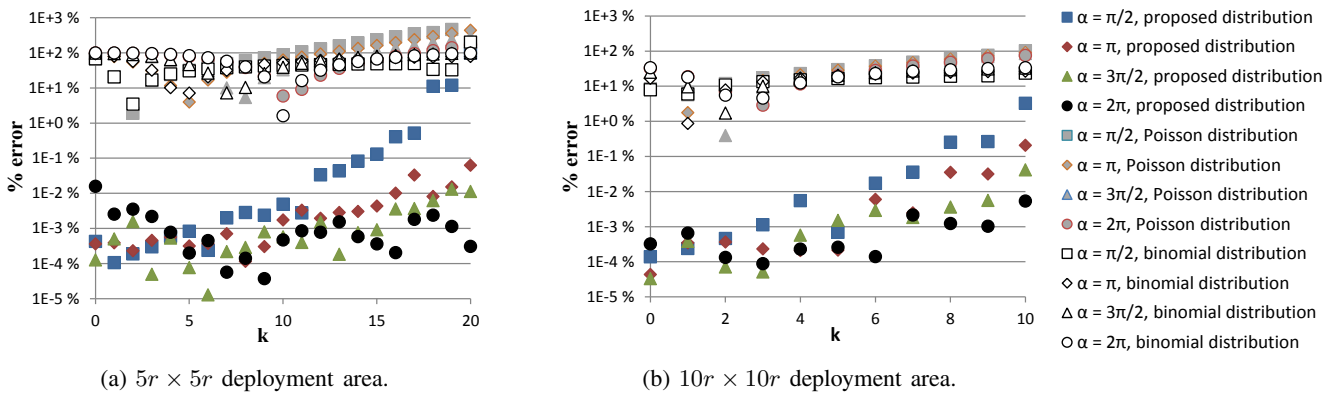 % error
1E+3 %
1E+2 %
1E+1 %
1E+0 %
1E-1 %
1E-2 %
1E-3 %
1E-4 %
1E-5 %
0 5 10 15 20
k
(a) 5r × 5r deployment area.
% error
1E+3 %
1E+2 %
1E+1 %
1E+0 %
1E-1 %
1E-2 %
1E-3 %
1E-4 %
1E-5 %
0 2 4 6 8 10
k
(b) 10r × 10r deployment area.
α = π/2, proposed distribution
α = π, proposed distribution
α = 3π/2, proposed distribution
α = 2π, proposed distribution
α = π/2, Poisson distribution
α = π, Poisson distribution
α = 3π/2, Poisson distribution
α = 2π, Poisson distribution
α = π/2, binomial distribution
α = π, binomial distribution
α = 3π/2, binomial distribution
α = 2π, binomial distribution